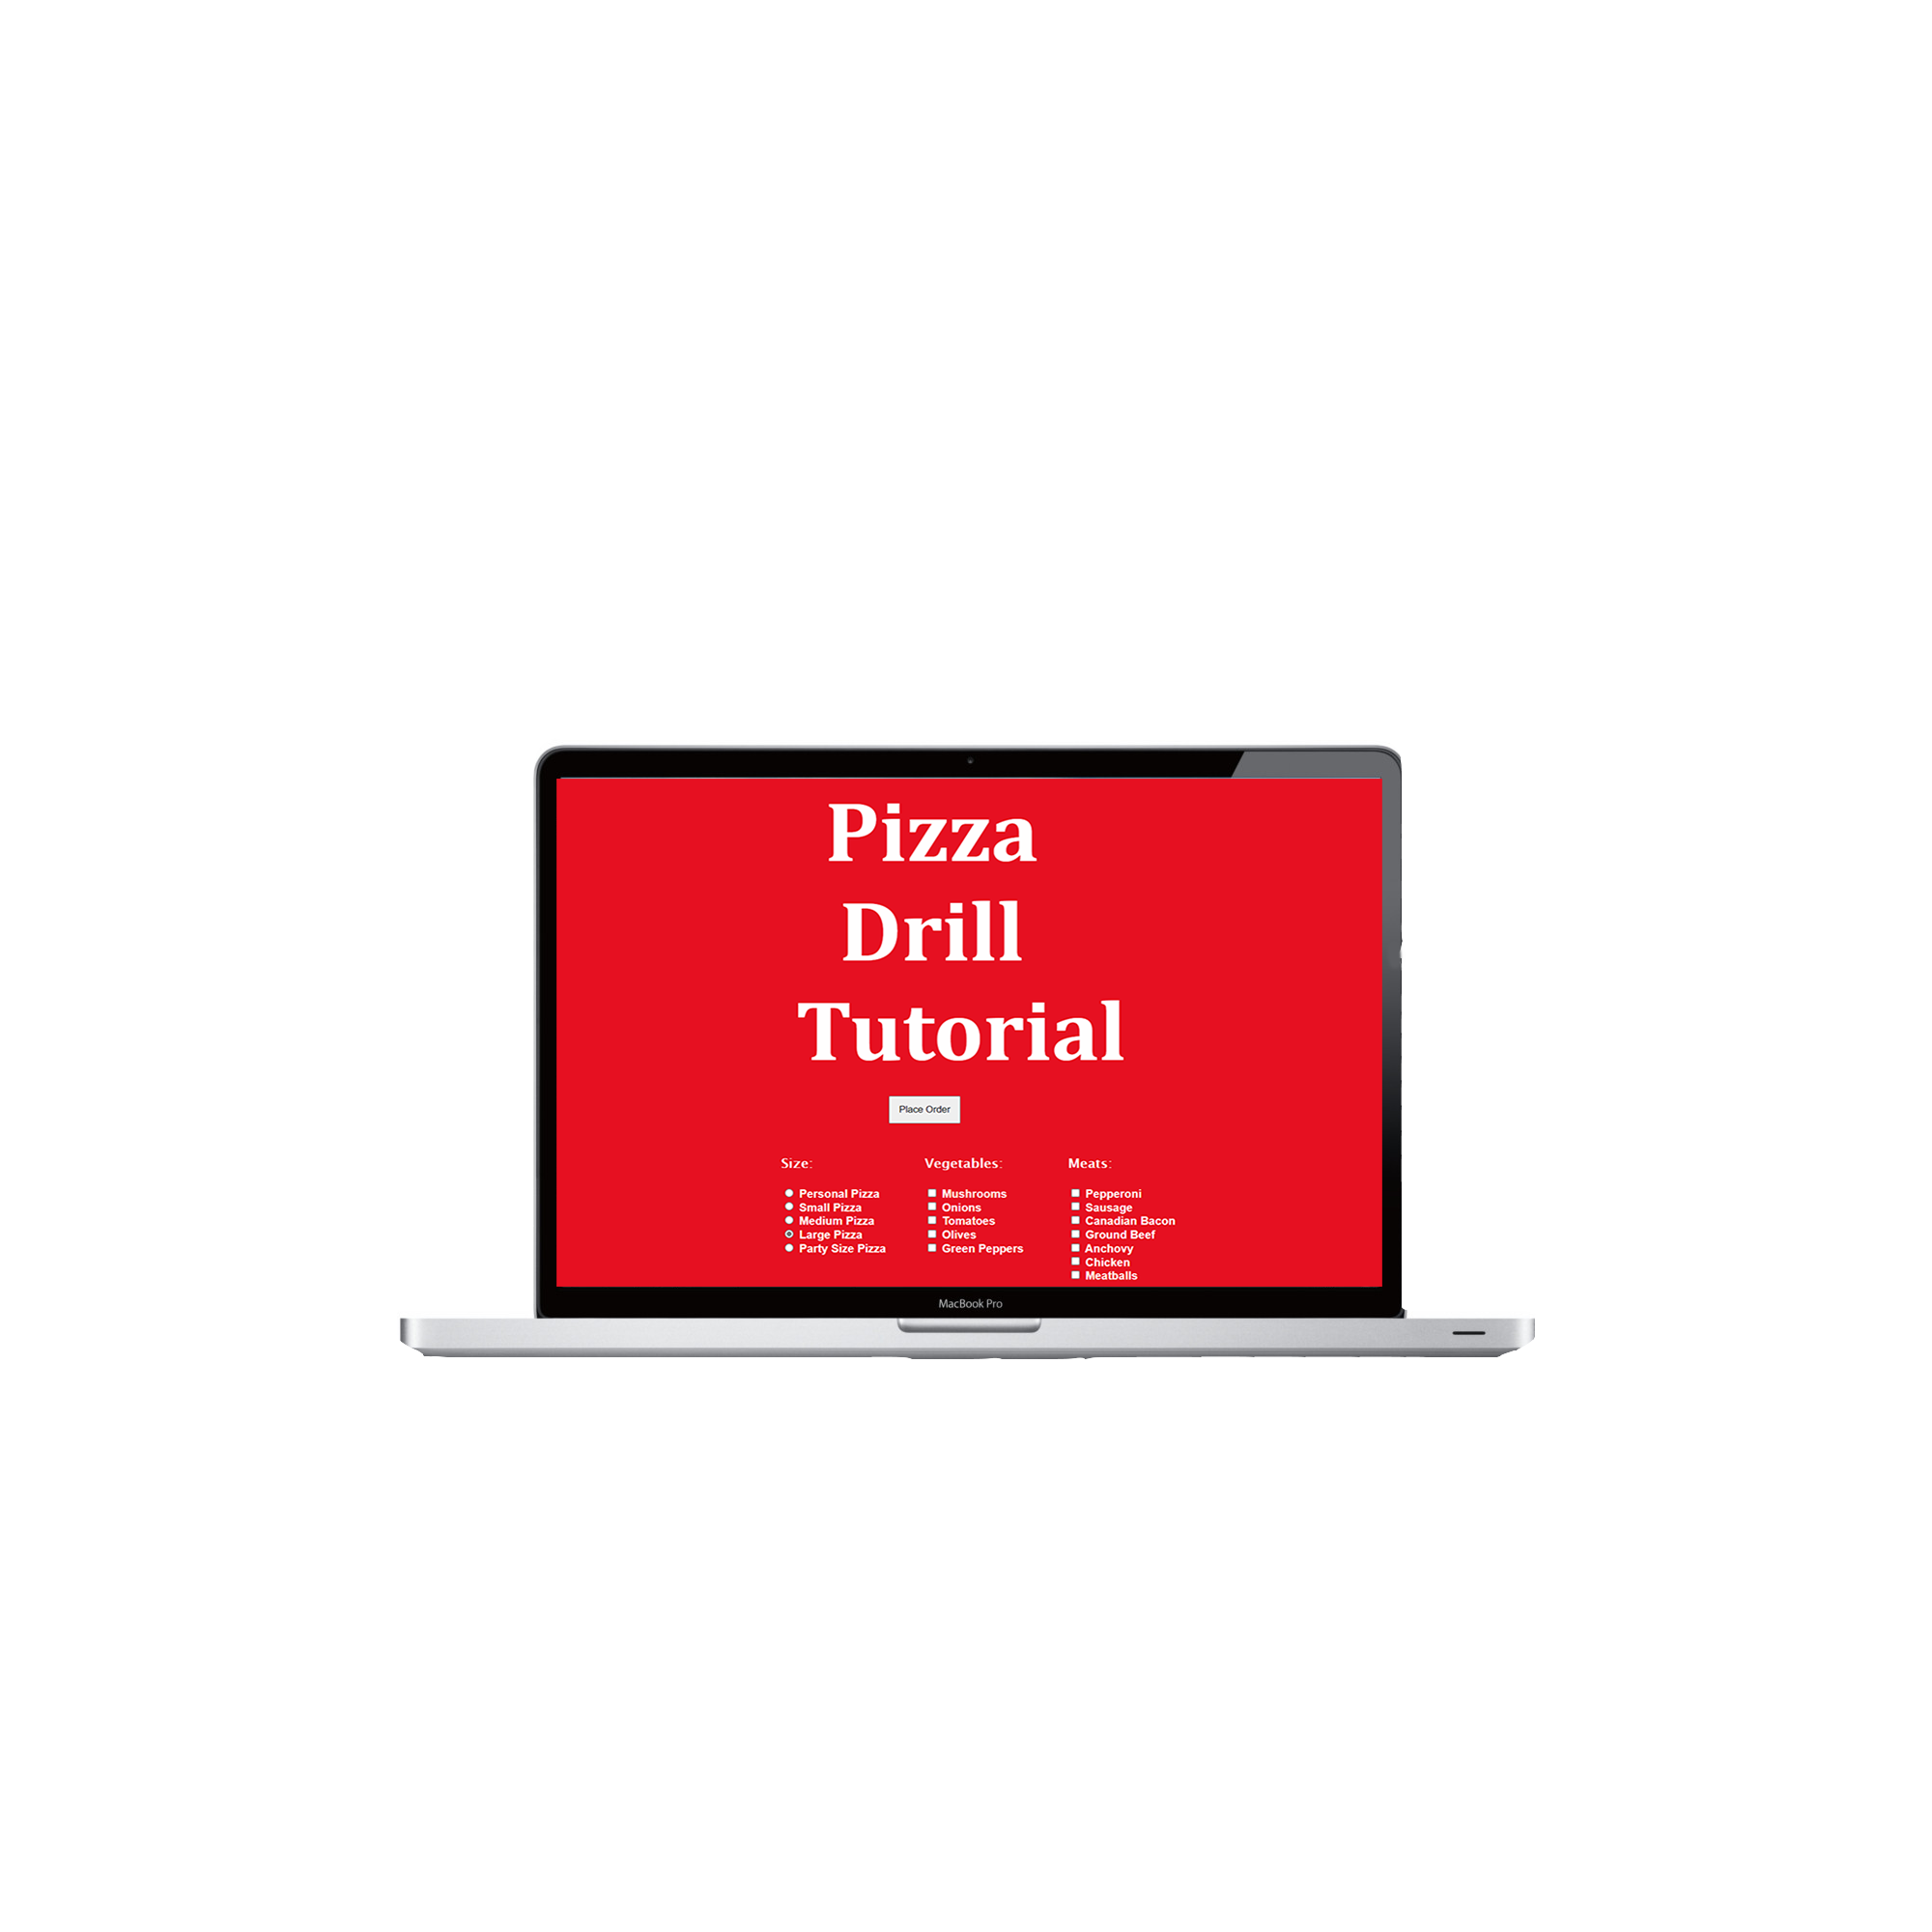 Pizza
Drill
Tutorial
Place Order
Size:
Personal Pizza
Small Pizza
Medium Pizza
Large Pizza
Party Size Pizza
Vegetables:
Mushrooms
Onions
Tomatoes
Olives
Green Peppers
Meats:
Pepperoni
Sausage
Canadian Bacon
Ground Beef
Anchovy
Chicken
Meatballs
MacBook Pro